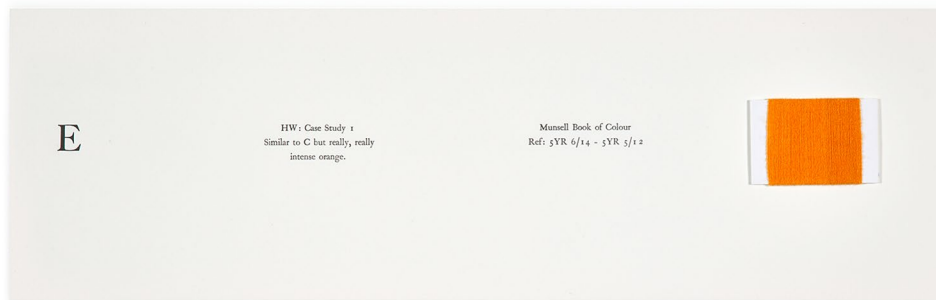 E
HW: Case Study 1
Similar to C but really, really
intense orange.
Munsell Book of Colour
Ref: 5YR 6/14 - 5YR 5/12